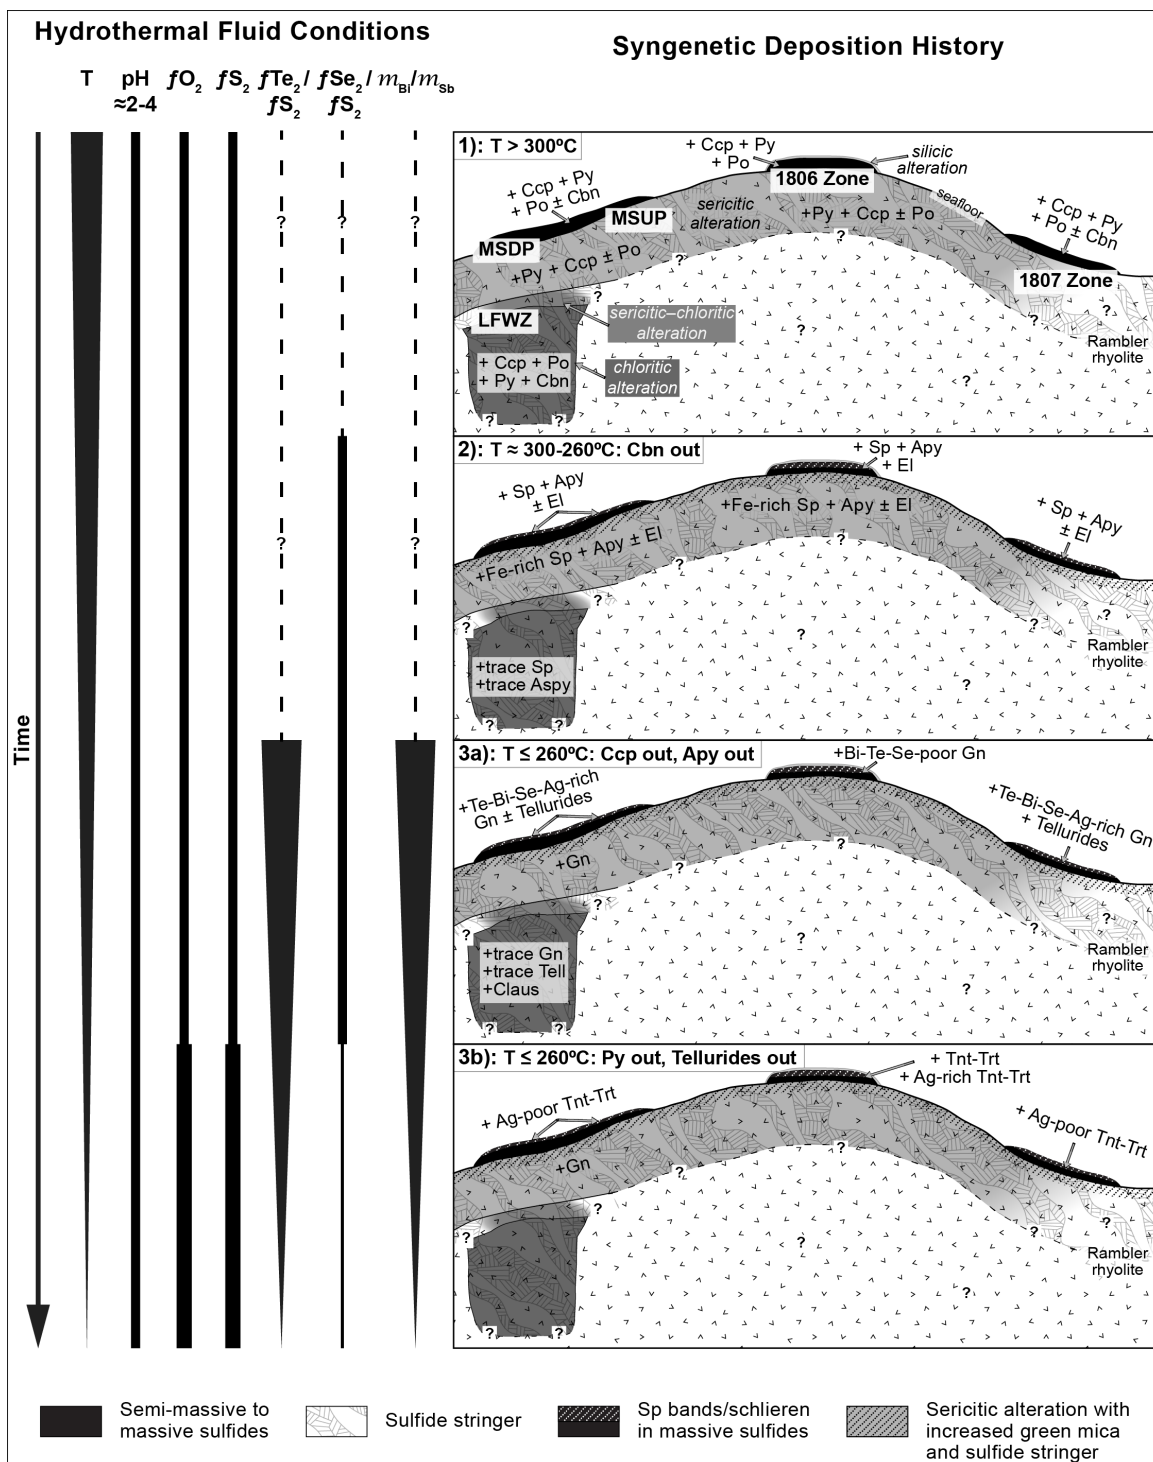 Hydrothermal Fluid Conditions
Syngenetic Deposition History
T
pH
≈2-4
ƒO₂
ƒS₂
ƒTe₂/
ƒS₂
ƒSe₂/
ƒS₂
m_Bi/m_Sb
Time
?
?
?
?
?
1): T > 300ºC
+ Ccp + Py
+ Po
silicic
alteration
1806 Zone
+ Ccp + Py
+ Po ± Cbn
MSUP
sericitic
alteration
+Py + Ccp ± Po
seafloor
+ Ccp + Py
+ Po ± Cbn
MSDP
+Py + Ccp ± Po
?
?
1807 Zone
LFWZ
?
sericitic–chloritic
alteration
?
?
?
Rambler
rhyolite
+ Ccp + Po
+ Py + Cbn
chloritic
alteration
?
? ?
2): T ≈ 300-260ºC: Cbn out
+ Sp + Apy
+ El
+ Sp + Apy
± El
+Fe-rich Sp + Apy ± El
+ Sp + Apy
± El
+Fe-rich Sp + Apy ± El
?
?
?
?
?
?
?
Rambler
rhyolite
+trace Sp
+trace Aspy
?
? ?
3a): T ≤ 260ºC: Ccp out, Apy out
+Bi-Te-Se-poor Gn
+Te-Bi-Se-Ag-rich
Gn ± Tellurides
+Te-Bi-Se-Ag-rich Gn
+ Tellurides
+Gn
?
?
?
?
?
?
?
Rambler
rhyolite
+trace Gn
+trace Tell
+Claus
?
? ?
3b): T ≤ 260ºC: Py out, Tellurides out
+ Tnt-Trt
+ Ag-rich Tnt-Trt
+ Ag-poor Tnt-Trt
+ Ag-poor Tnt-Trt
+Gn
?
?
?
?
?
?
?
Rambler
rhyolite
?
? ?
Semi-massive to
massive sulfides
Sulfide stringer
Sp bands/schlieren
in massive sulfides
Sericitic alteration with
increased green mica
and sulfide stringer